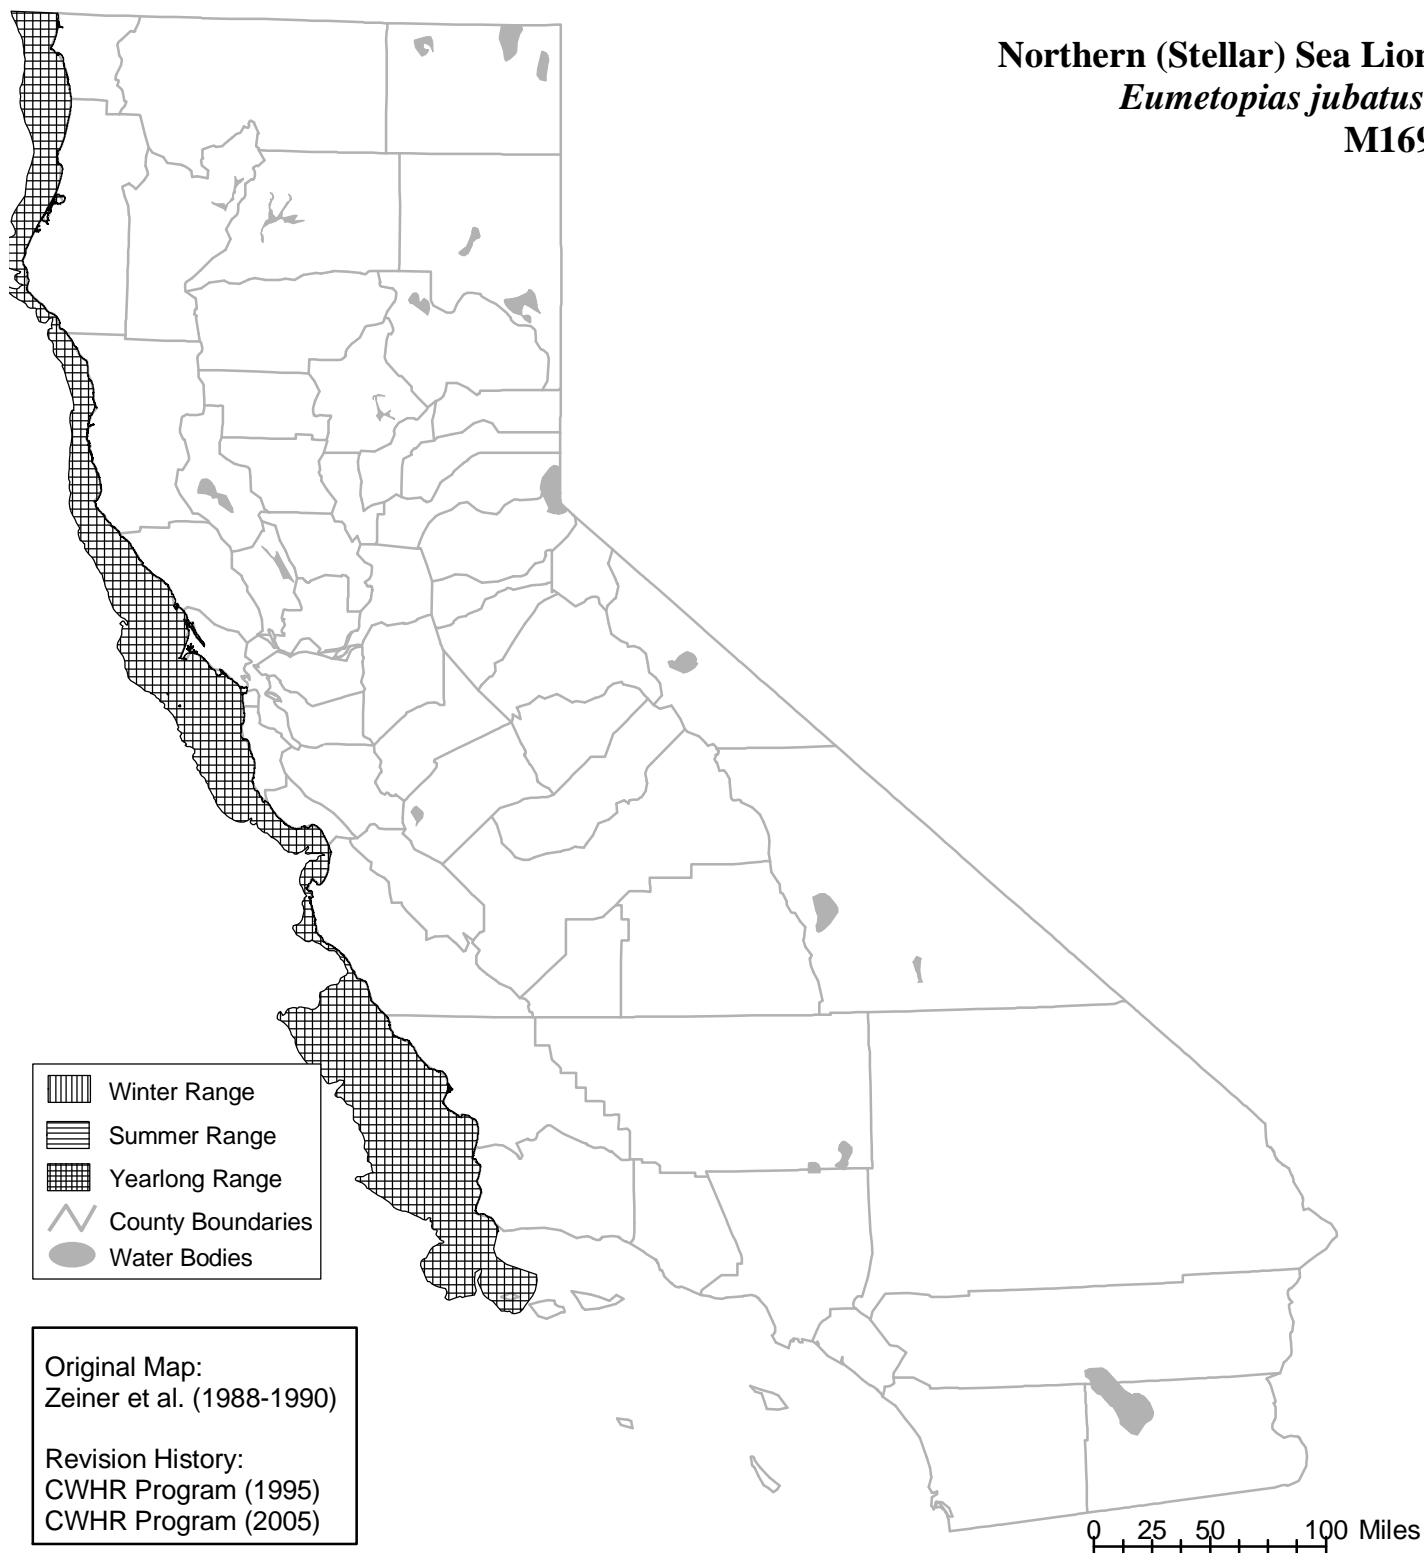 Northern (Stellar) Sea Lion
Eumetopias jubatus
M169
Winter Range
Summer Range
Yearlong Range
County Boundaries
Water Bodies
Original Map:
Zeiner et al. (1988-1990)
Revision History:
CWHR Program (1995)
CWHR Program (2005)
0 25 50 100 Miles